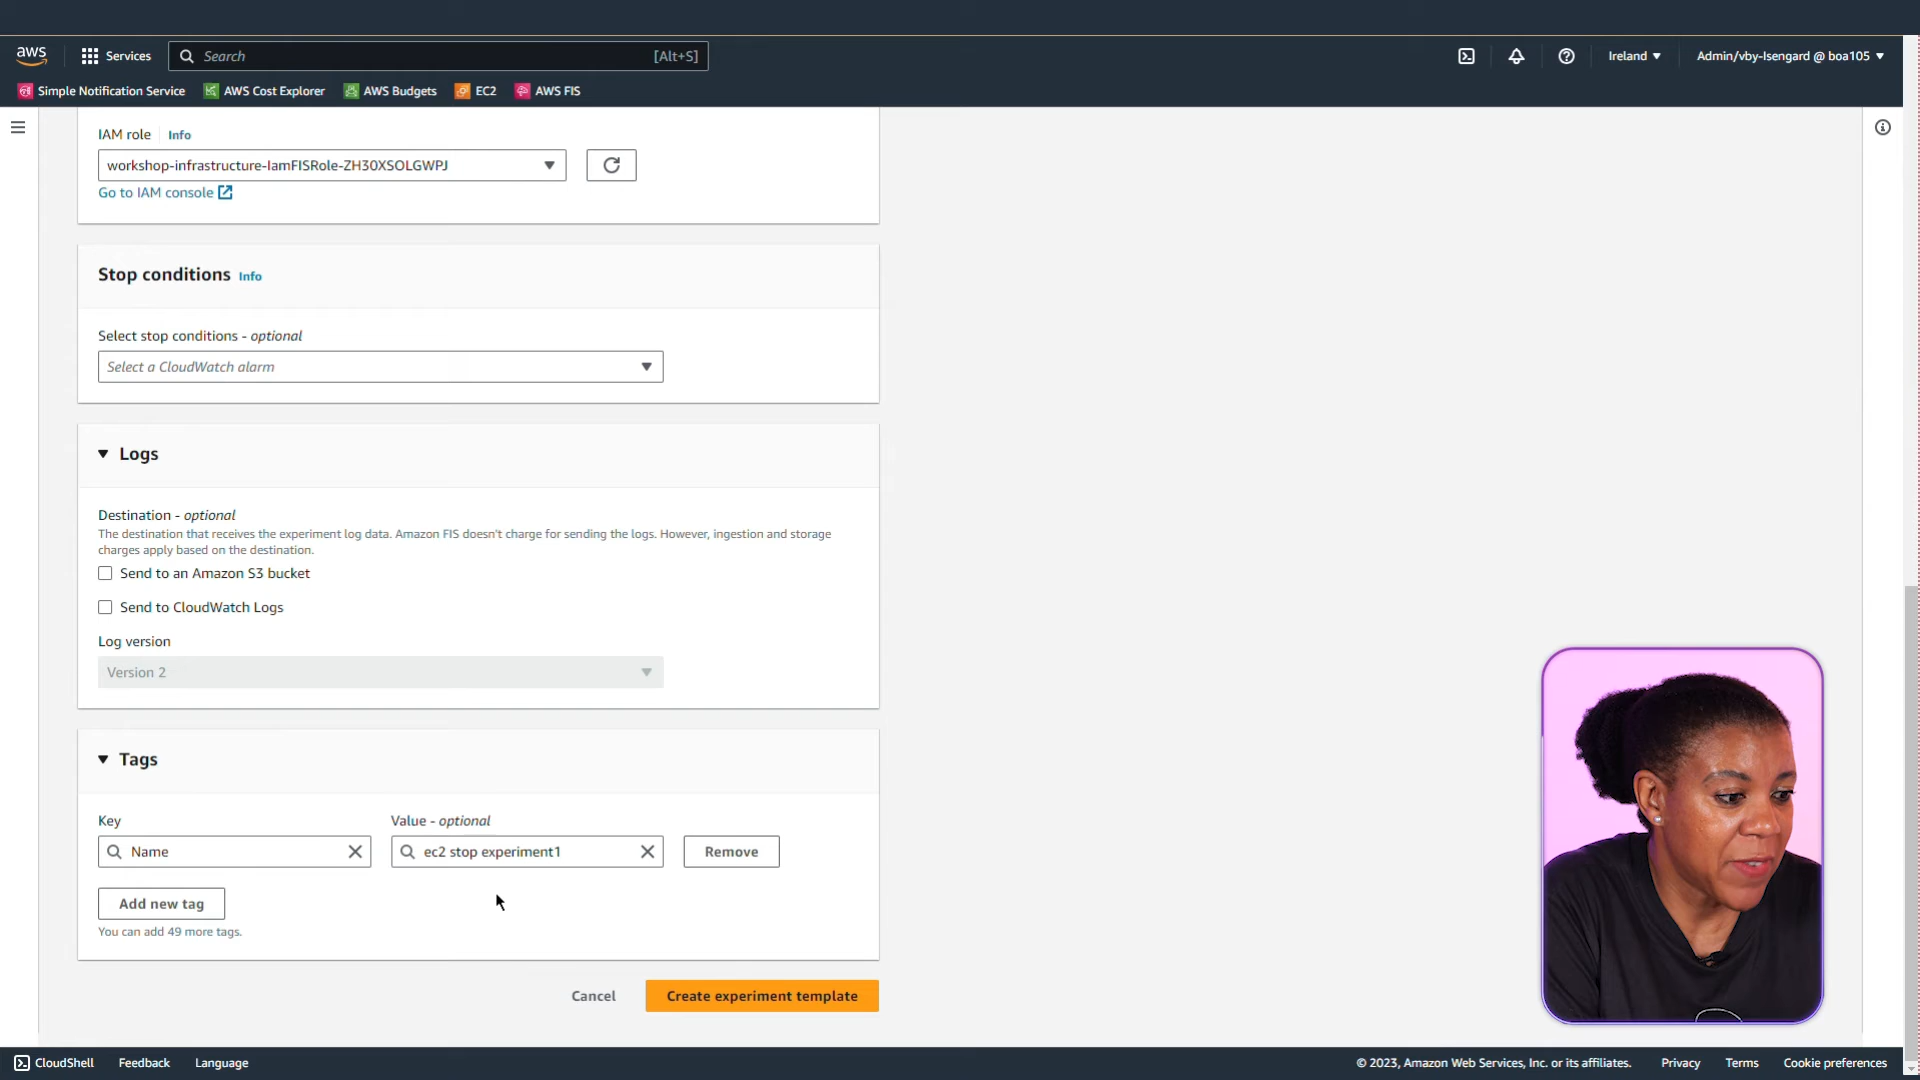 aws
Services
Search
[Alt+S]
Ireland
Admin/vby-Isengard @ boa105
Simple Notification Service
AWS Cost Explorer
AWS Budgets
EC2
AWS FIS
IAM role
Info
workshop-infrastructure-IamFISRole-ZH30XSOLGWPJ
Go to IAM console
Stop conditions Info
Select stop conditions - optional
Select a CloudWatch alarm
Logs
Destination - optional
The destination that receives the experiment log data. Amazon FIS doesn't charge for sending the logs. However, ingestion and storage
charges apply based on the destination.
Send to an Amazon S3 bucket
Send to CloudWatch Logs
Log version
Version 2
Tags
Key
Value - optional
Name
ec2 stop experiment1
Remove
Add new tag
You can add 49 more tags.
Cancel
Create experiment template
CloudShell
Feedback
Language
© 2023, Amazon Web Services, Inc. or its affiliates.
Privacy
Terms
Cookie preferences